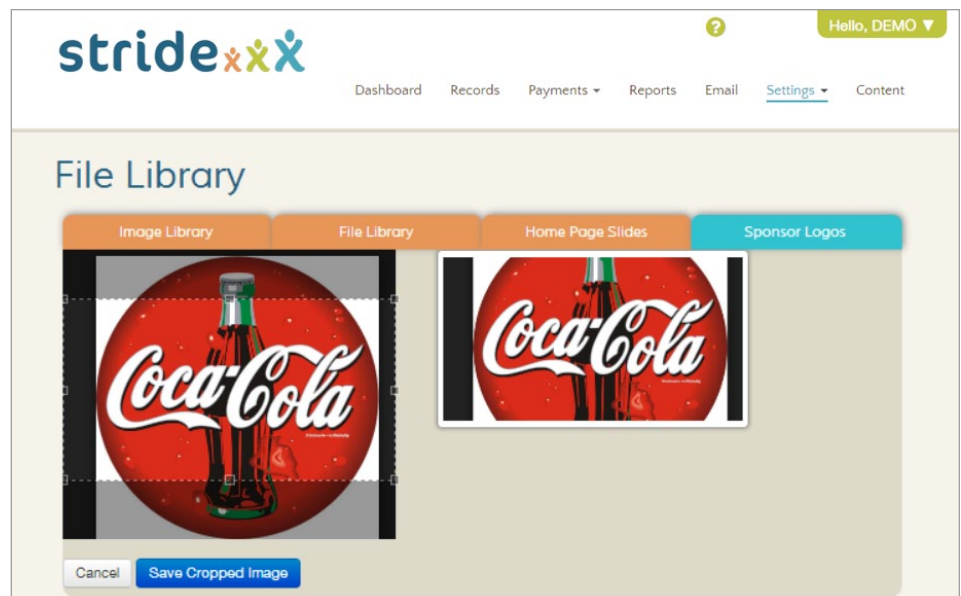 ?
Hello, DEMO ▼
stride
Dashboard Records Payments Reports Email Settings Content
File Library
Image Library File Library Home Page Slides Sponsor Logos
Coca-Cola
Coca-Cola
Cancel Save Cropped Image